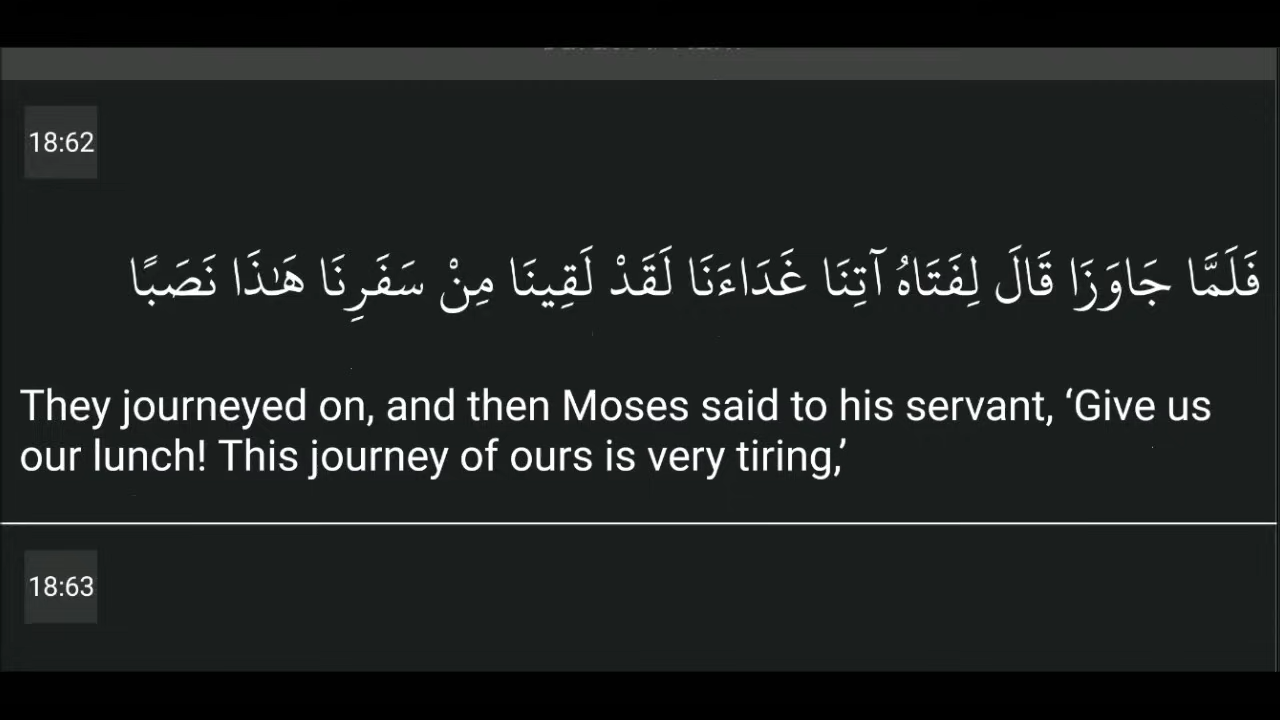 18:62
فَلَمَّا جَاوَزَا قَالَ لِفَتَاهُ آتِنَا غَدَاءَنَا لَقَدْ لَقِينَا مِنْ سَفَرِنَا هَٰذَا نَصَبًا
They journeyed on, and then Moses said to his servant, ‘Give us
our lunch! This journey of ours is very tiring,’
18:63